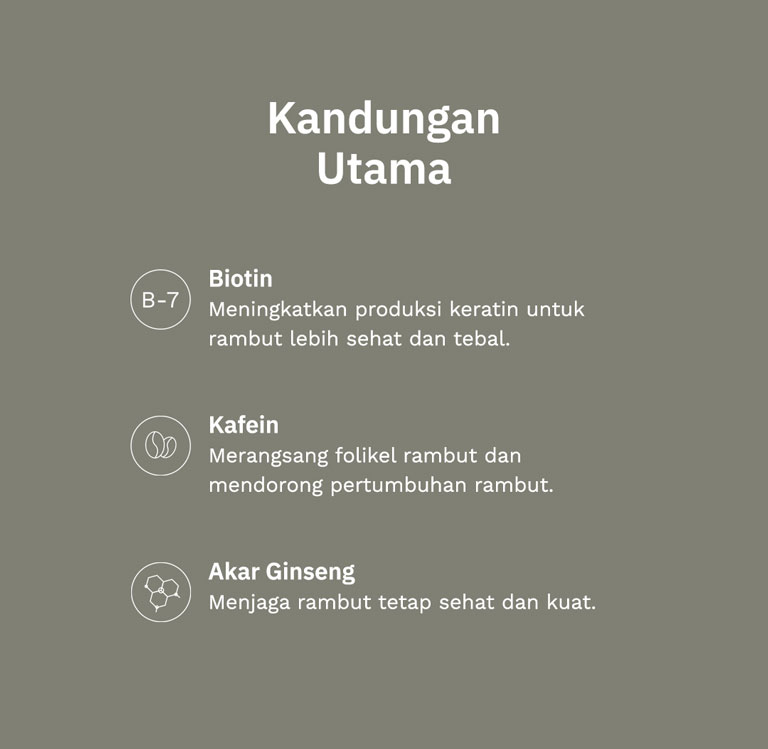 Kandungan
Utama
B-7
Biotin
Meningkatkan produksi keratin untuk
rambut lebih sehat dan tebal.
Kafein
Merangsang folikel rambut dan
mendorong pertumbuhan rambut.
Akar Ginseng
Menjaga rambut tetap sehat dan kuat.